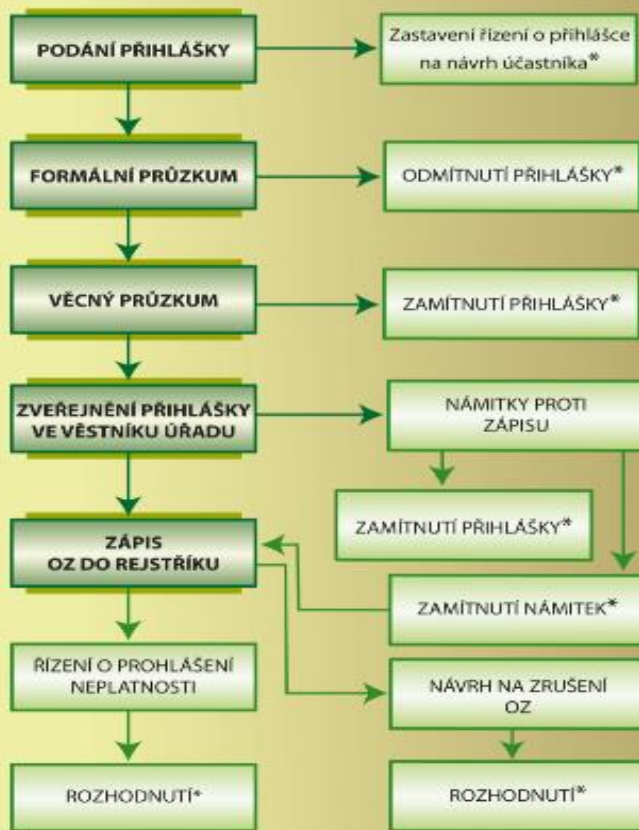 PODÁNÍ PŘIHLÁŠKY
Zastavení řízení o přihlášce
na návrh účastníka*
FORMÁLNÍ PRŮZKUM
ODMÍTNUTÍ PŘIHLÁŠKY*
VĚCNÝ PRŮZKUM
ZAMÍTNUTÍ PŘIHLÁŠKY*
ZVEŘEJNĚNÍ PŘIHLÁŠKY
VE VĚSTNÍKU ÚŘADU
NÁMITKY PROTI
ZÁPISU
ZAMÍTNUTÍ PŘIHLÁŠKY*
ZÁPIS
OZ DO REJSTŘÍKU
ZAMÍTNUTÍ NÁMITEK*
ŘÍZENÍ O PROHLÁŠENÍ
NEPLATNOSTI
NÁVRH NA ZRUŠENÍ
OZ
ROZHODNUTÍ*
ROZHODNUTÍ*